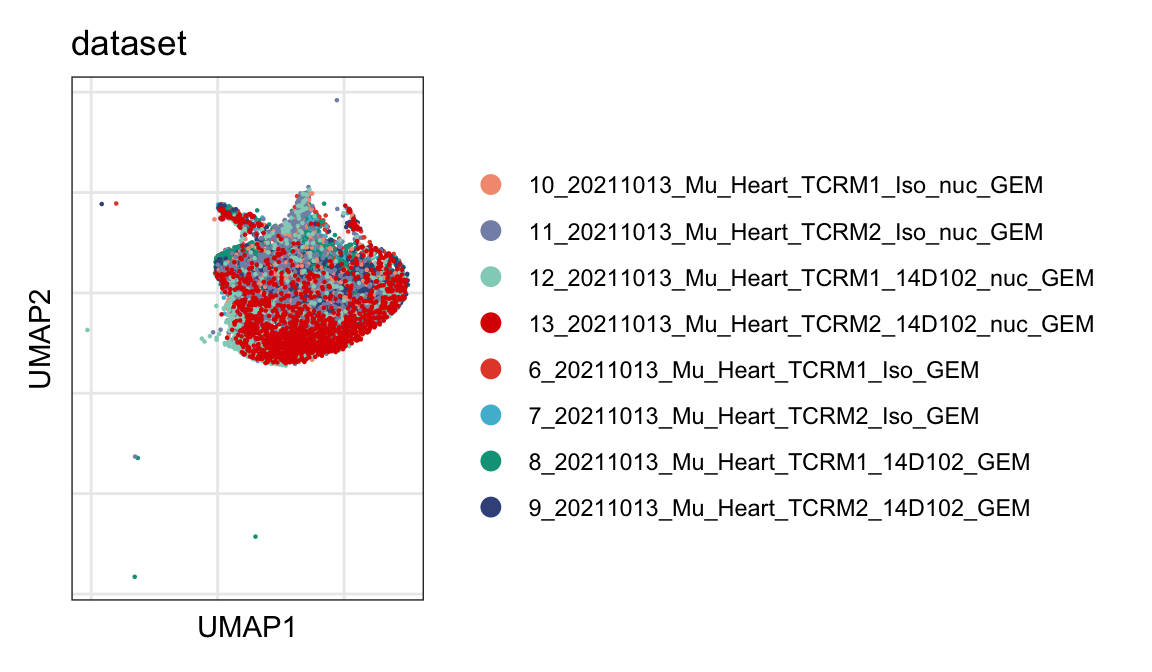 dataset
UMAP2
UMAP1
10_20211013_Mu_Heart_TCRM1_Iso_nuc_GEM
11_20211013_Mu_Heart_TCRM2_Iso_nuc_GEM
12_20211013_Mu_Heart_TCRM1_14D102_nuc_GEM
13_20211013_Mu_Heart_TCRM2_14D102_nuc_GEM
6_20211013_Mu_Heart_TCRM1_Iso_GEM
7_20211013_Mu_Heart_TCRM2_Iso_GEM
8_20211013_Mu_Heart_TCRM1_14D102_GEM
9_20211013_Mu_Heart_TCRM2_14D102_GEM